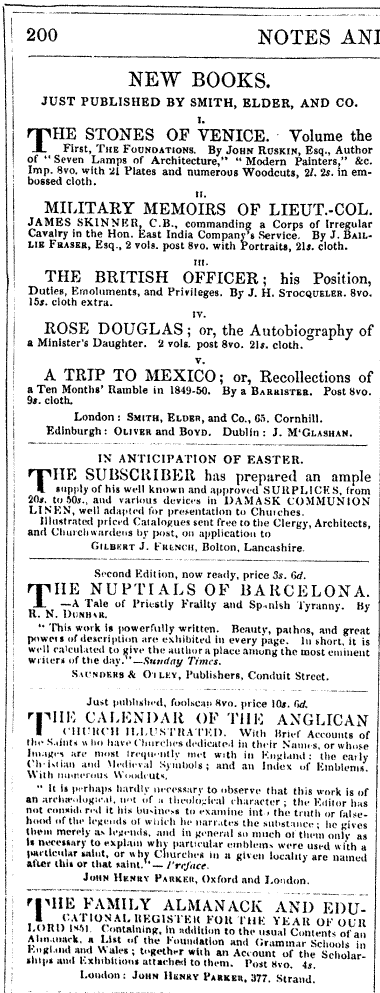 200 NOTES AND
NEW BOOKS.
JUST PUBLISHED BY SMITH, ELDER, AND CO.
I.
THE STONES OF VENICE. Volume the
First, THE FOUNDATIONS. By JOHN RUSKIN, Esq., Author
of "Seven Lamps of Architecture," "Modern Painters," &c.
Imp. 8vo. with 21 Plates and numerous Woodcuts, 2l. 2s. in em-
bossed cloth.
II.
MILITARY MEMOIRS OF LIEUT.-COL.
JAMES SKINNER, C.B., commanding a Corps of Irregular
Cavalry in the Hon. East India Company's Service. By J. BAIL-
LIE FRASER, Esq., 2 vols. post 8vo. with Portraits, 21s. cloth.
III.
THE BRITISH OFFICER; his Position,
Duties, Emoluments, and Privileges. By J. H. STOCQUELER. 8vo.
15s. cloth extra.
IV.
ROSE DOUGLAS; or, the Autobiography of
a Minister's Daughter. 2 vols. post 8vo. 21s. cloth.
V.
A TRIP TO MEXICO; or, Recollections of
a Ten Months' Ramble in 1849-50. By a BARRISTER. Post 8vo.
9s. cloth.
London: SMITH, ELDER, and Co., 65. Cornhill.
Edinburgh: OLIVER and BOYD. Dublin: J. M'GLASHAN.
IN ANTICIPATION OF EASTER.
THE SUBSCRIBER has prepared an ample
supply of his well known and approved SURPLICES, from
20s. to 50s., and various devices in DAMASK COMMUNION
LINEN, well adapted for presentation to Churches.
Illustrated priced Catalogues sent free to the Clergy, Architects,
and Churchwardens by post, on application to
GILBERT J. FRENCH, Bolton, Lancashire.
Second Edition, now ready, price 3s. 6d.
THE NUPTIALS OF BARCELONA.
—A Tale of Priestly Frailty and Spanish Tyranny. By
R. N. DUNBAR.
"This work is powerfully written. Beauty, pathos, and great
powers of description are exhibited in every page. In short, it is
well calculated to give the author a place among the most eminent
writers of the day."—Sunday Times.
SAUNDERS & OTLEY, Publishers, Conduit Street.
Just published, foolscap 8vo. price 10s. 6d.
THE CALENDAR OF THE ANGLICAN
CHURCH ILLUSTRATED. With Brief Accounts of
the Saints who have Churches dedicated in their Names, or whose
Images are most frequently met with in England; the early
Christian and Medieval Symbols; and an Index of Emblems.
With numerous Woodcuts.
"It is perhaps hardly necessary to observe that this work is of
an archæological, not of a theological character; the Editor has
not considered it his business to examine into the truth or false-
hood of the legends of which he narrates the substance; he gives
them merely as legends, and in general so much of them only as
is necessary to explain why particular emblems were used with a
particular saint, or why Churches in a given locality are named
after this or that saint."—Preface.
JOHN HENRY PARKER, Oxford and London.
THE FAMILY ALMANACK AND EDU-
CATIONAL REGISTER FOR THE YEAR OF OUR
LORD 1851. Containing, in addition to the usual Contents of an
Almanack, a List of the Foundation and Grammar Schools in
England and Wales; together with an Account of the Scholar-
ships and Exhibitions attached to them. Post 8vo. 4s.
London: JOHN HENRY PARKER, 377. Strand.